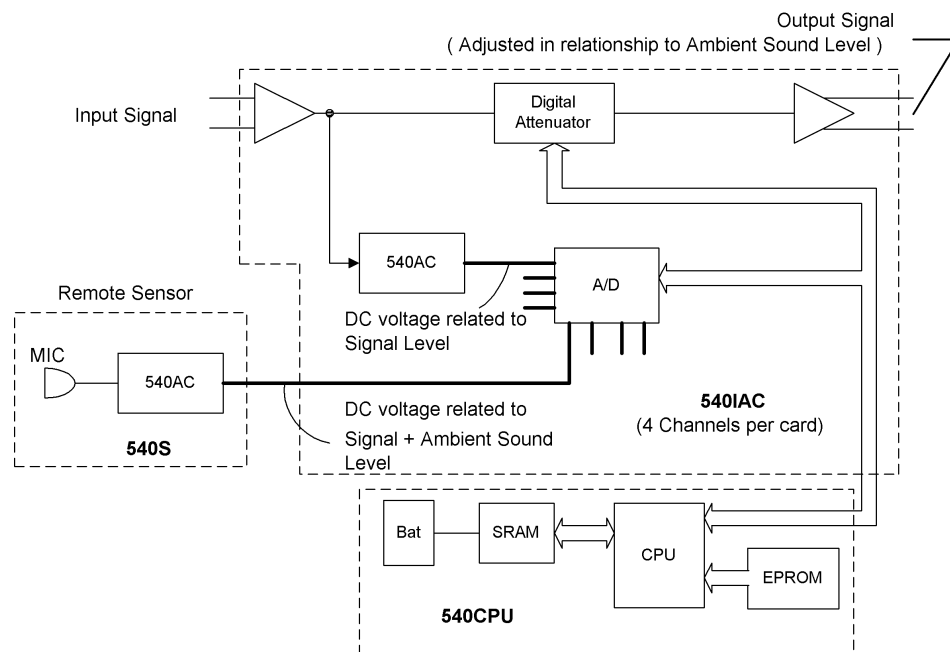 Output Signal
( Adjusted in relationship to Ambient Sound Level )
Input Signal
Digital
Attenuator
540AC
A/D
DC voltage related to
Signal Level
Remote Sensor
MIC
540AC
540S
DC voltage related to
Signal + Ambient Sound
Level
540IAC
(4 Channels per card)
Bat
SRAM
CPU
EPROM
540CPU